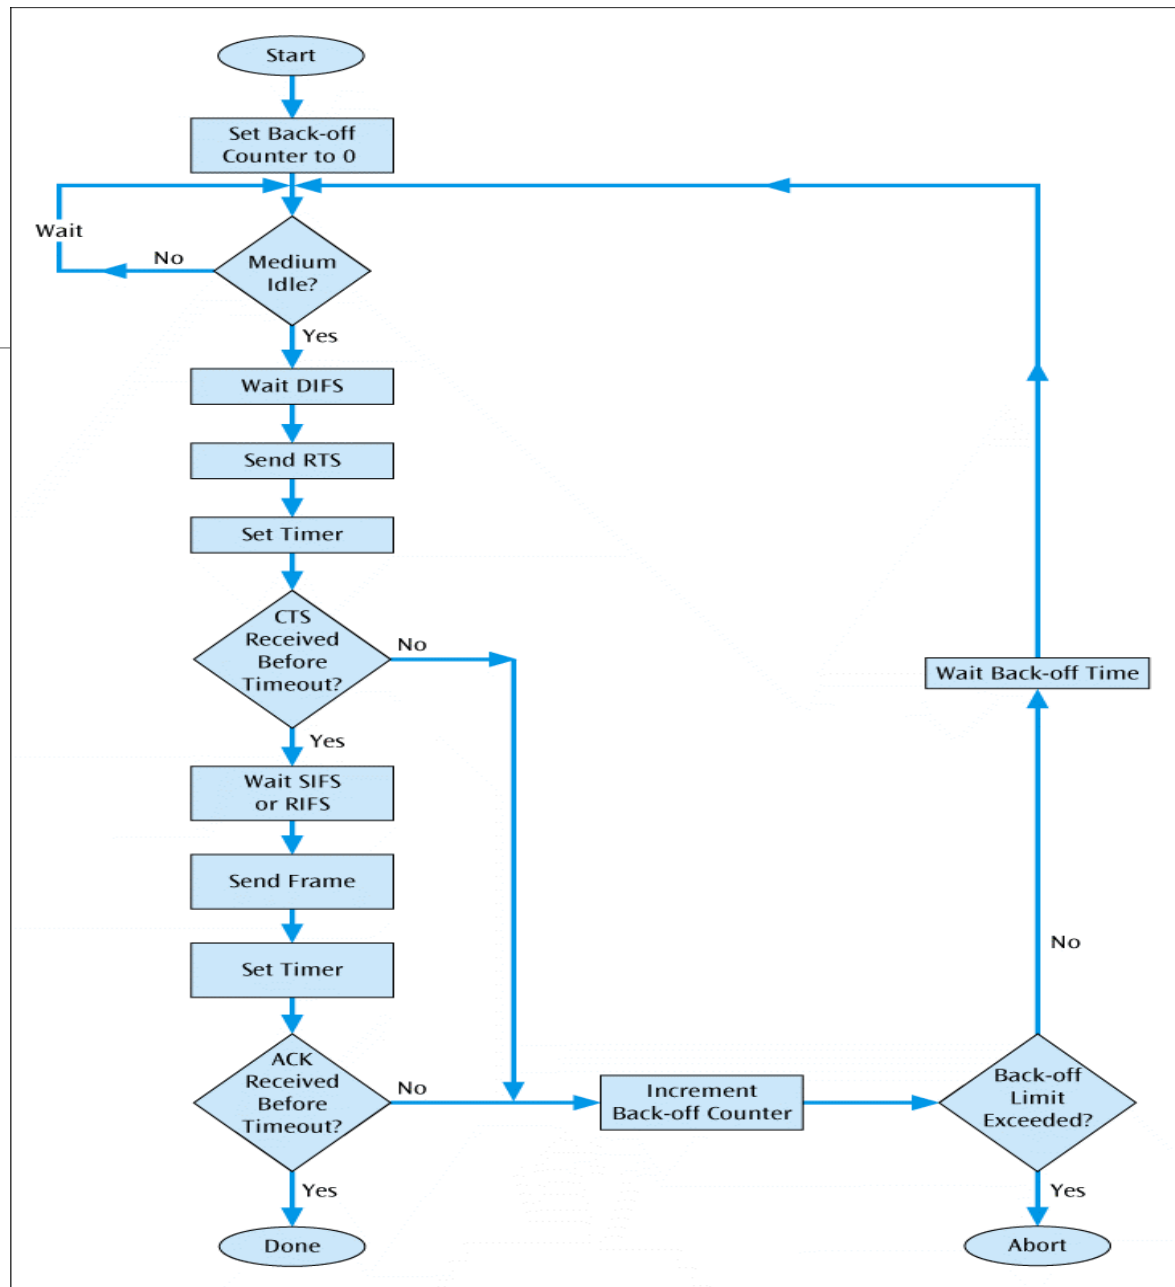 Start
Set Back-off
Counter to 0
Wait
No
Medium
Idle?
Yes
Wait DIFS
Send RTS
Set Timer
CTS
Received
Before
Timeout?
No
Yes
Wait SIFS
or RIFS
Send Frame
Set Timer
ACK
Received
Before
Timeout?
No
Yes
Done
Increment
Back-off Counter
Back-off
Limit
Exceeded?
No
Wait Back-off Time
Yes
Abort